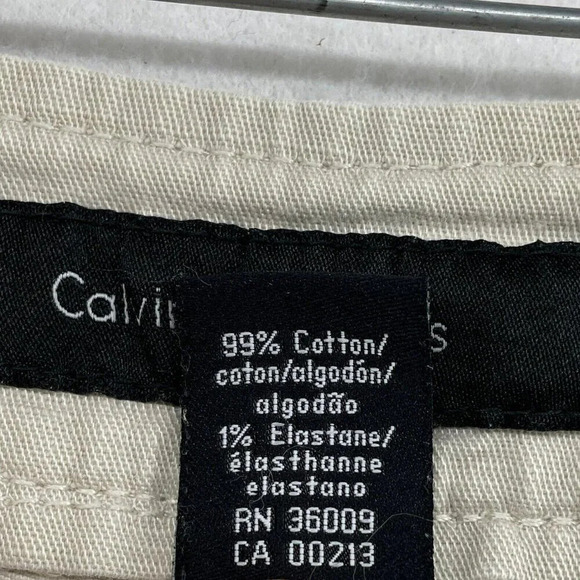 Calvi s
99% Cotton/
coton/algodón/
algodão
1% Elastane/
élasthanne
elastano
RN 36009
CA 00213